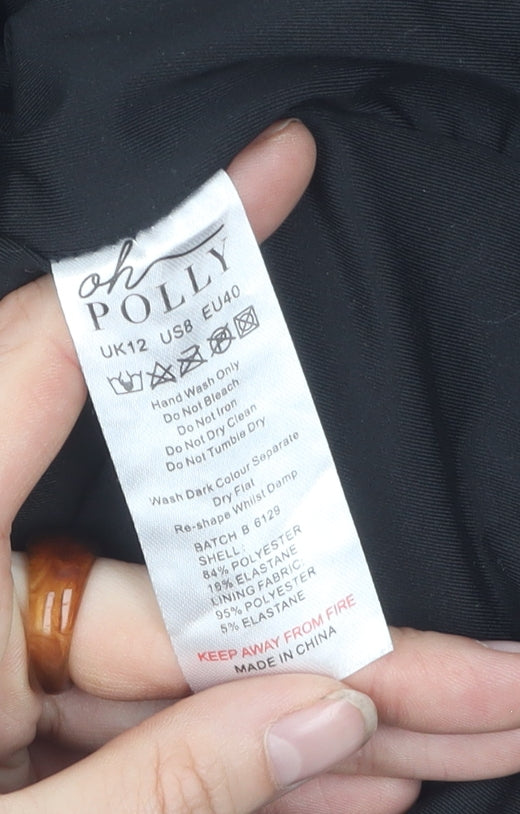 oh
POLLY
UK12 US8 EU40
Hand Wash Only
Do Not Bleach
Do Not Iron
Do Not Dry Clean
Do Not Tumble Dry
Wash Dark Colour Separate
Dry Flat
Re-shape Whilst Damp
BATCH B 6129
SHELL:
84% POLYESTER
16% ELASTANE
LINING FABRIC:
95% POLYESTER
5% ELASTANE
KEEP AWAY FROM FIRE
MADE IN CHINA